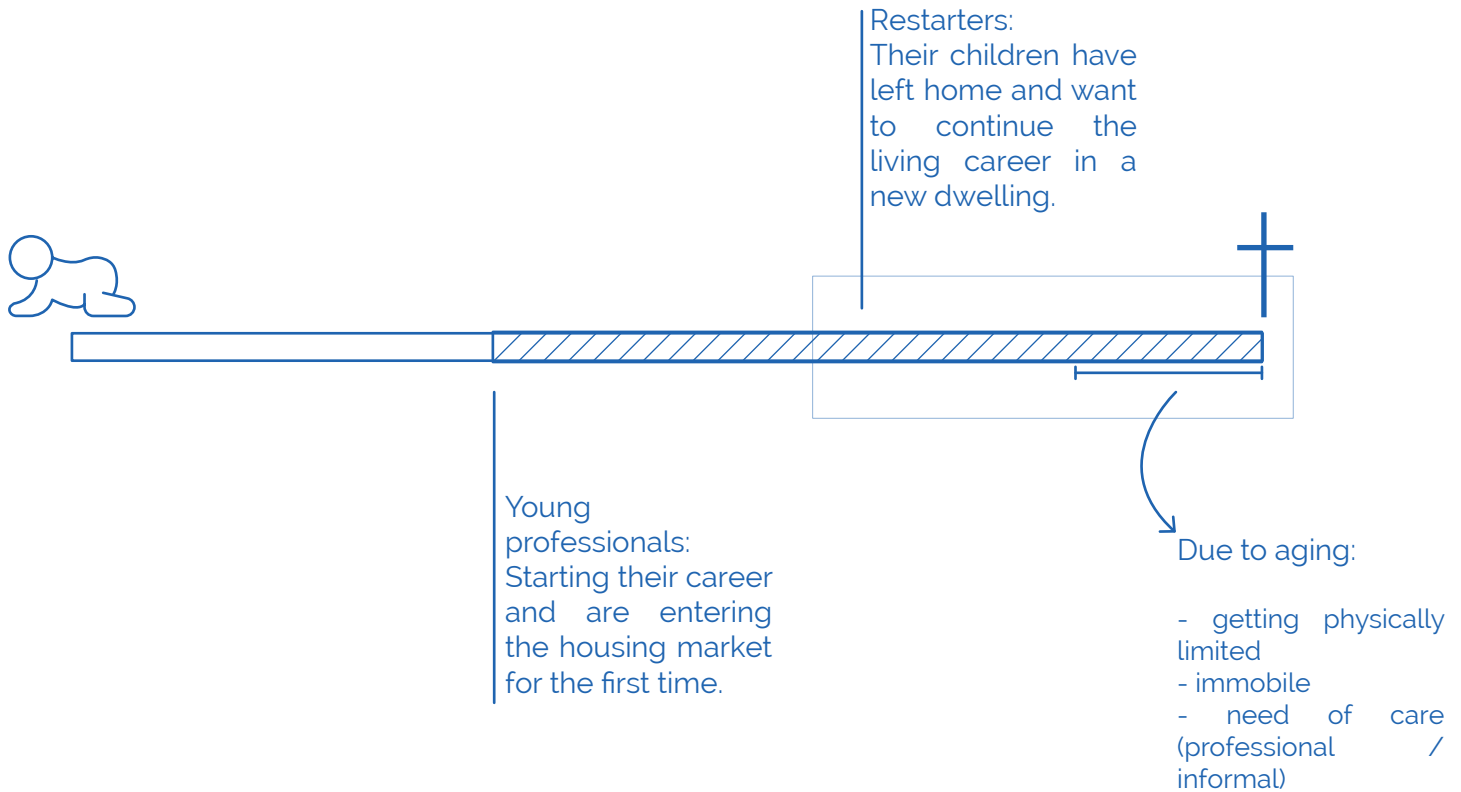 Restarters:
Their children have
left home and want
to continue the
living career in a
new dwelling.
Young
professionals:
Starting their career
and are entering
the housing market
for the first time.
Due to aging:
- getting physically
limited
- immobile
- need of care
(professional /
informal)